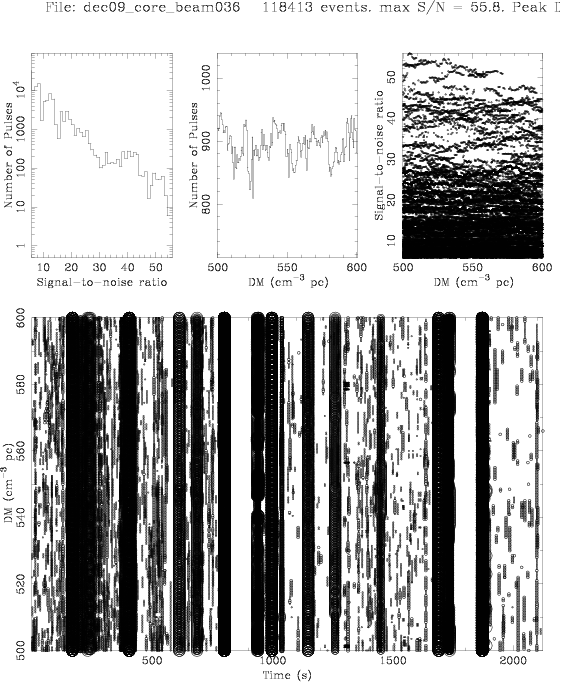 File: dec09_core_beam036 118413 events. max S/N = 55.8. Peak D
Number of Pulses
10⁴
1000
100
10
1
10 20 30 40 50
Signal-to-noise ratio
Number of Pulses
1000
900
800
500 550 600
DM (cm⁻³ pc)
Signal-to-noise ratio
50
40
30
20
10
500 550 600
DM (cm⁻³ pc)
DM (cm⁻³ pc)
600
580
560
540
520
500
500 1000 1500 2000
Time (s)